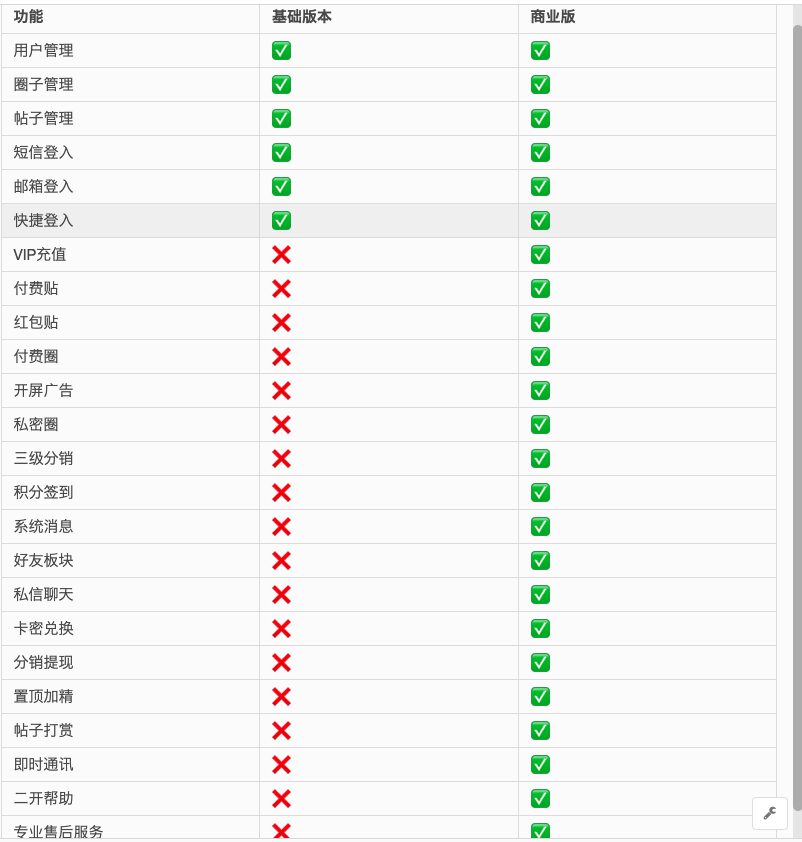 功能 基础版本 商业版
用户管理 ✅ ✅
圈子管理 ✅ ✅
帖子管理 ✅ ✅
短信登入 ✅ ✅
邮箱登入 ✅ ✅
快捷登入 ✅ ✅
VIP充值 ❌ ✅
付费贴 ❌ ✅
红包贴 ❌ ✅
付费圈 ❌ ✅
开屏广告 ❌ ✅
私密圈 ❌ ✅
三级分销 ❌ ✅
积分签到 ❌ ✅
系统消息 ❌ ✅
好友板块 ❌ ✅
私信聊天 ❌ ✅
卡密兑换 ❌ ✅
分销提现 ❌ ✅
置顶加精 ❌ ✅
帖子打赏 ❌ ✅
即时通讯 ❌ ✅
二开帮助 ❌ ✅
专业售后服务 ❌ ✅